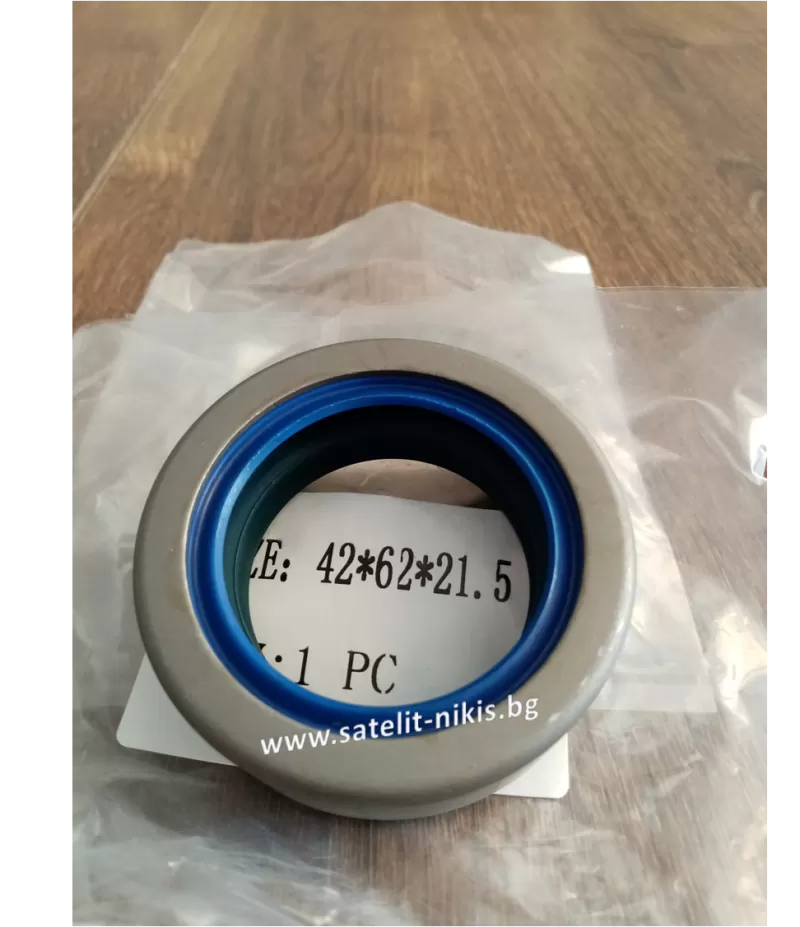 ZE: 42*62*21.5
:1 PC
www.satelit-nikis.bg